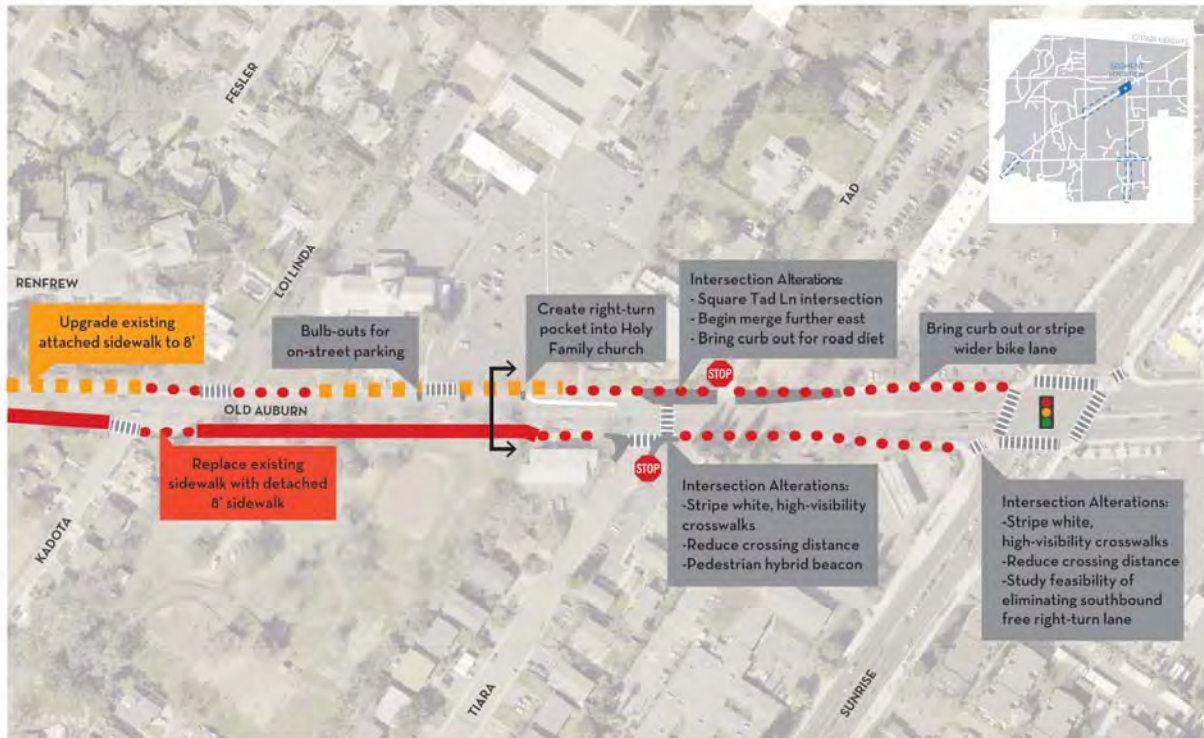 CITRUS HEIGHTS
SEGMENT
LOCATION
FESLER
TAD
LOI LINDA
RENFREW
Upgrade existing
attached sidewalk to 8'
Bulb-outs for
on-street parking
Create right-turn
pocket into Holy
Family church
Intersection Alterations:
- Square Tad Ln intersection
- Begin merge further east
- Bring curb out for road diet
Bring curb out or stripe
wider bike lane
STOP
OLD AUBURN
Replace existing
sidewalk with detached
8' sidewalk
STOP
Intersection Alterations:
-Stripe white, high-visibility
crosswalks
-Reduce crossing distance
-Pedestrian hybrid beacon
Intersection Alterations:
-Stripe white,
high-visibility crosswalks
-Reduce crossing distance
-Study feasibility of
eliminating southbound
free right-turn lane
KADOTA
TIARA
SUNRISE